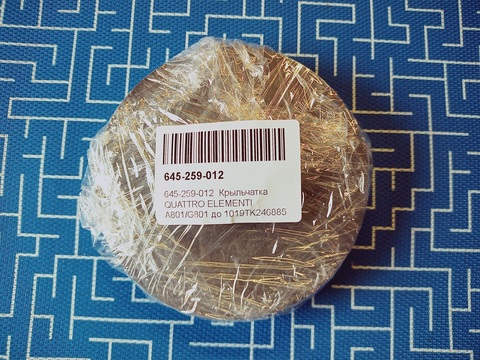 645-259-012
645-259-012 Крыльчатка
QUATTRO ELEMENTI
A801/G801 до 1019TK246885